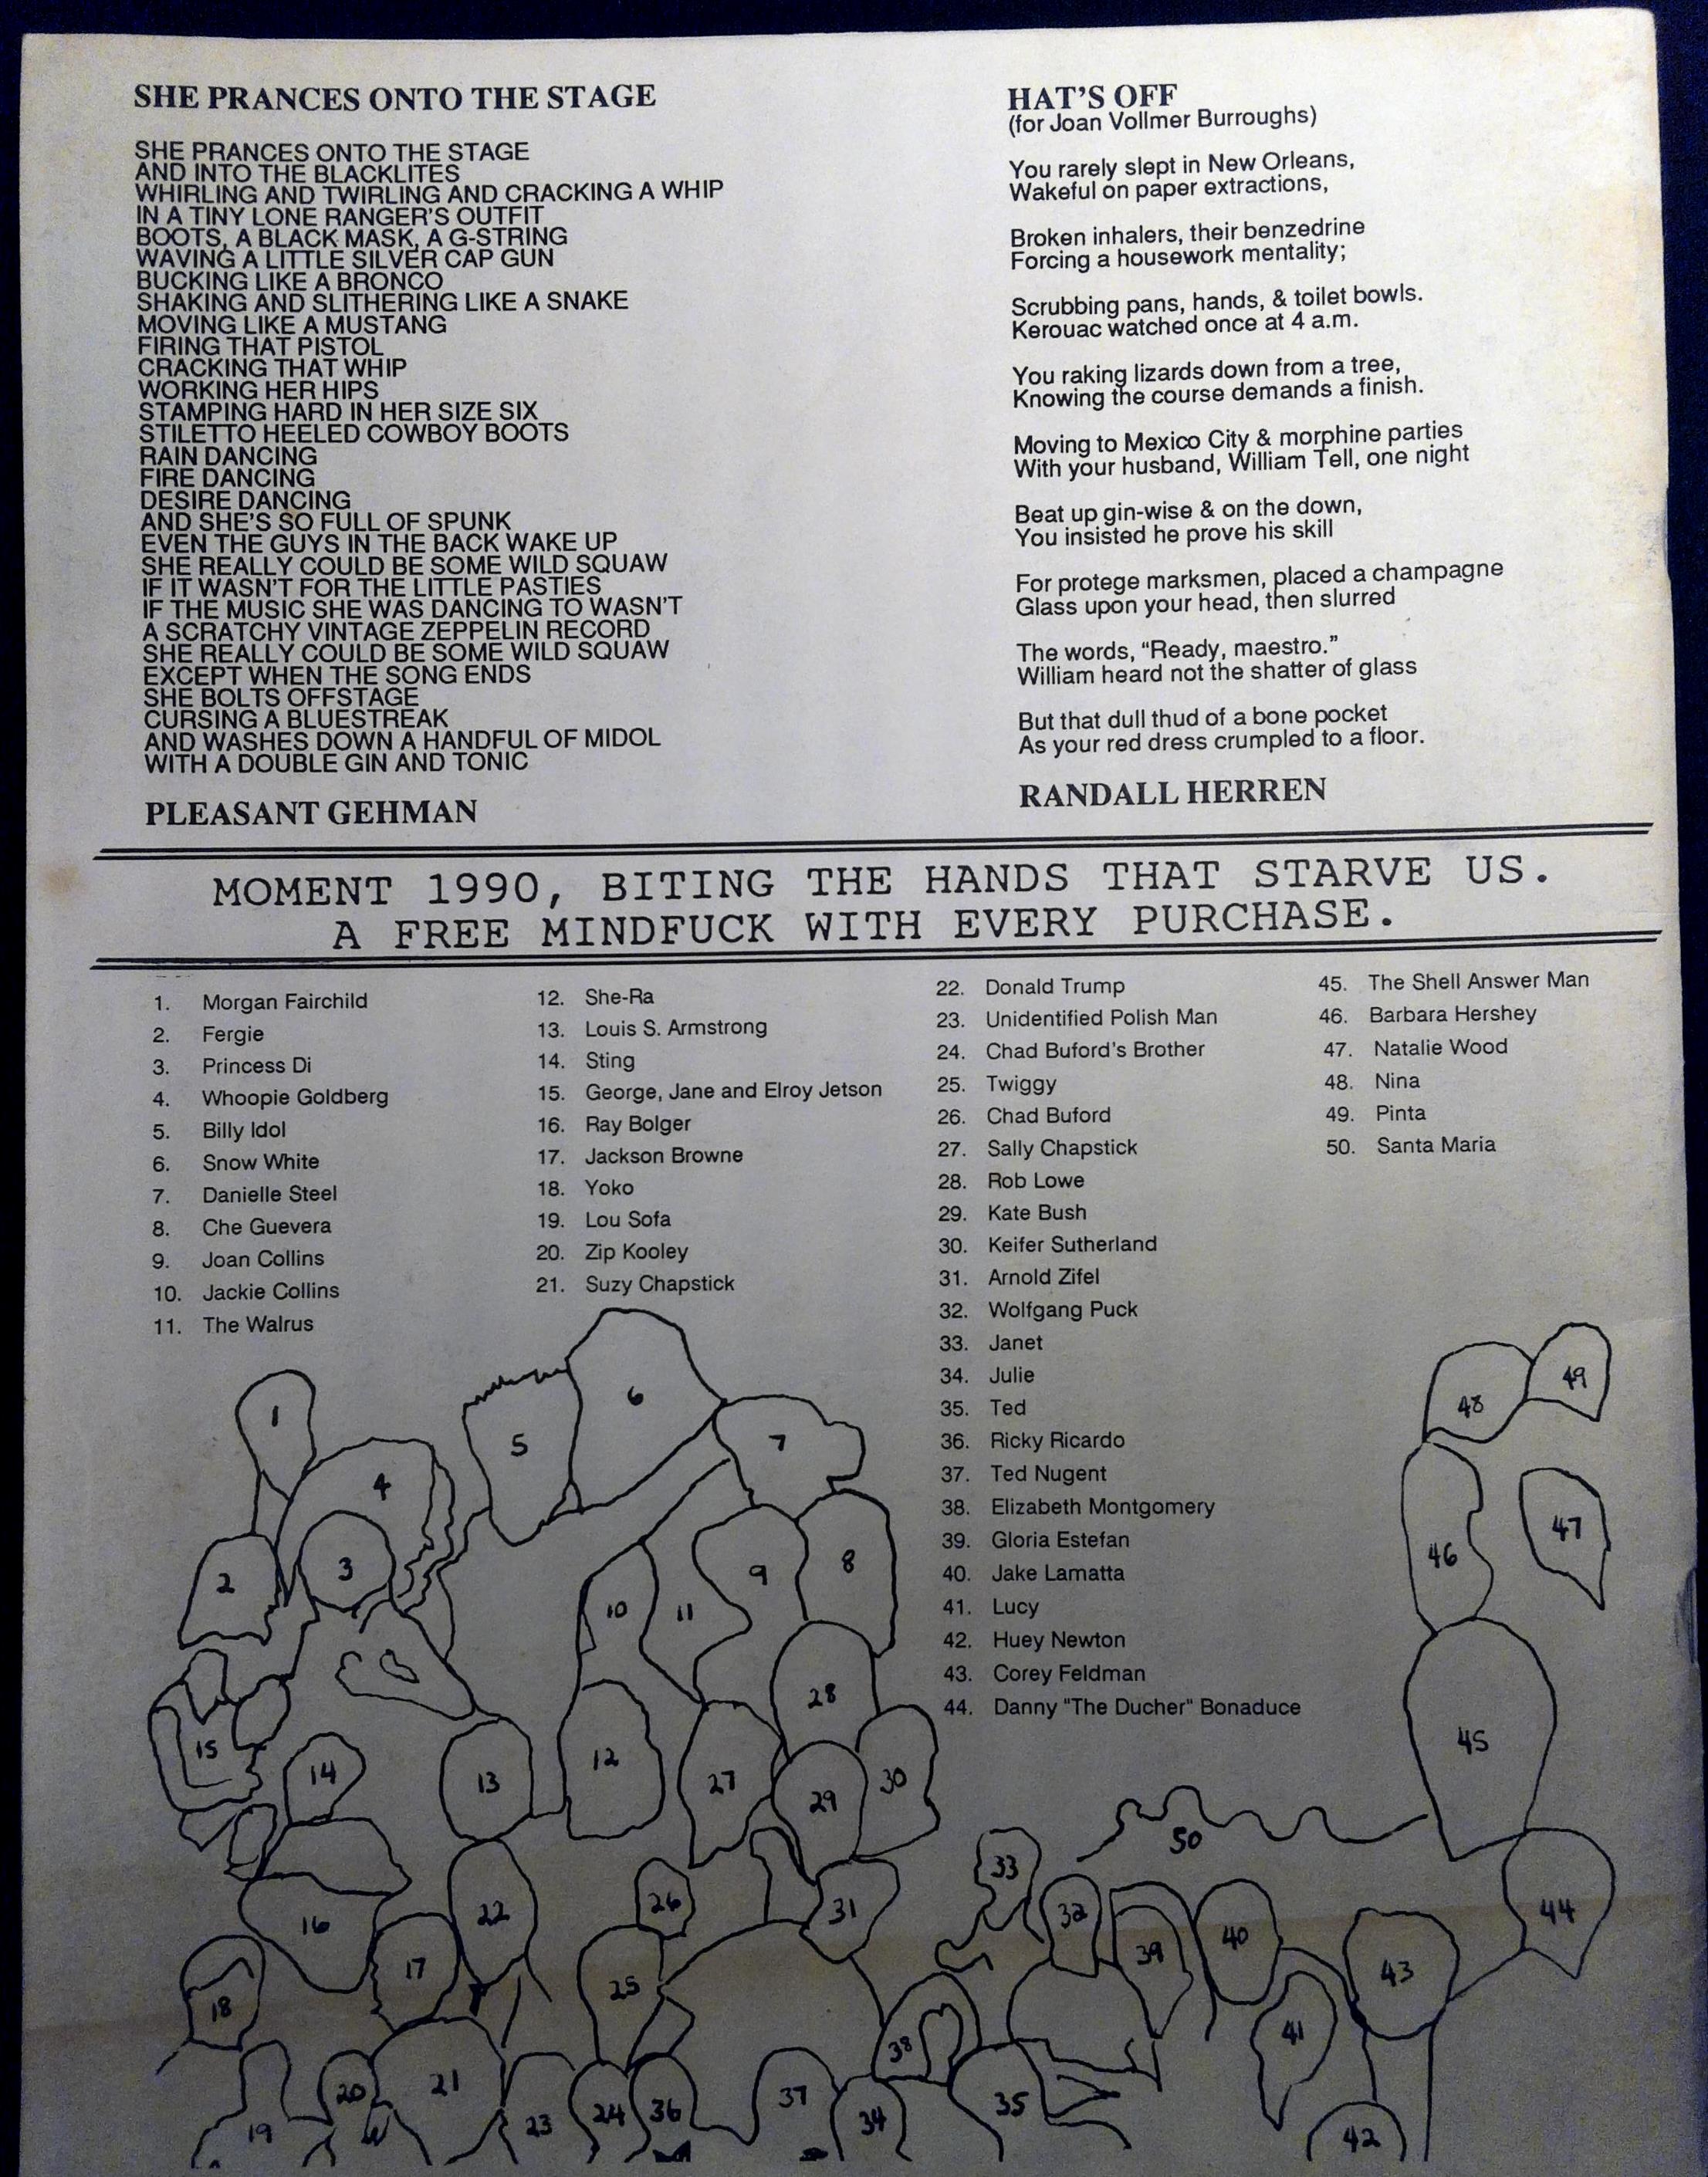 SHE PRANCES ONTO THE STAGE
SHE PRANCES ONTO THE STAGE
AND INTO THE BLACKLITES
WHIRLING AND TWIRLING AND CRACKING A WHIP
IN A TINY LONE RANGER'S OUTFIT
BOOTS, A BLACK MASK, A G-STRING
WAVING A LITTLE SILVER CAP GUN
BUCKING LIKE A BRONCO
SHAKING AND SLITHERING LIKE A SNAKE
MOVING LIKE A MUSTANG
FIRING THAT PISTOL
CRACKING THAT WHIP
WORKING HER HIPS
STAMPING HARD IN HER SIZE SIX
STILETTO HEELED COWBOY BOOTS
RAIN DANCING
FIRE DANCING
DESIRE DANCING
AND SHE'S SO FULL OF SPUNK
EVEN THE GUYS IN THE BACK WAKE UP
SHE REALLY COULD BE SOME WILD SQUAW
IF IT WASN'T FOR THE LITTLE PASTIES
IF THE MUSIC SHE WAS DANCING TO WASN'T
A SCRATCHY VINTAGE ZEPPELIN RECORD
SHE REALLY COULD BE SOME WILD SQUAW
EXCEPT WHEN THE SONG ENDS
SHE BOLTS OFFSTAGE
CURSING A BLUESTREAK
AND WASHES DOWN A HANDFUL OF MIDOL
WITH A DOUBLE GIN AND TONIC
PLEASANT GEHMAN
HAT'S OFF
(for Joan Vollmer Burroughs)
You rarely slept in New Orleans,
Wakeful on paper extractions,
Broken inhalers, their benzedrine
Forcing a housework mentality;
Scrubbing pans, hands, & toilet bowls.
Kerouac watched once at 4 a.m.
You raking lizards down from a tree,
Knowing the course demands a finish.
Moving to Mexico City & morphine parties
With your husband, William Tell, one night
Beat up gin-wise & on the down,
You insisted he prove his skill
For protege marksmen, placed a champagne
Glass upon your head, then slurred
The words, “Ready, maestro.”
William heard not the shatter of glass
But that dull thud of a bone pocket
As your red dress crumpled to a floor.
RANDALL HERREN
MOMENT 1990, BITING THE HANDS THAT STARVE US.
A FREE MINDFUCK WITH EVERY PURCHASE.
1. Morgan Fairchild
2. Fergie
3. Princess Di
4. Whoopie Goldberg
5. Billy Idol
6. Snow White
7. Danielle Steel
8. Che Guevera
9. Joan Collins
10. Jackie Collins
11. The Walrus
12. She-Ra
13. Louis S. Armstrong
14. Sting
15. George, Jane and Elroy Jetson
16. Ray Bolger
17. Jackson Browne
18. Yoko
19. Lou Sofa
20. Zip Kooley
21. Suzy Chapstick
22. Donald Trump
23. Unidentified Polish Man
24. Chad Buford's Brother
25. Twiggy
26. Chad Buford
27. Sally Chapstick
28. Rob Lowe
29. Kate Bush
30. Keifer Sutherland
31. Arnold Zifel
32. Wolfgang Puck
33. Janet
34. Julie
35. Ted
36. Ricky Ricardo
37. Ted Nugent
38. Elizabeth Montgomery
39. Gloria Estefan
40. Jake Lamatta
41. Lucy
42. Huey Newton
43. Corey Feldman
44. Danny "The Ducher" Bonaduce
45. The Shell Answer Man
46. Barbara Hershey
47. Natalie Wood
48. Nina
49. Pinta
50. Santa Maria
1
6
49
48
5
7
4
47
46
3
8
9
2
10
11
28
45
15
12
14
13
27
30
29
50
33
26
31
22
32
44
16
40
39
17
43
25
18
41
38
21
20
37
35
36
24
34
23
19
42